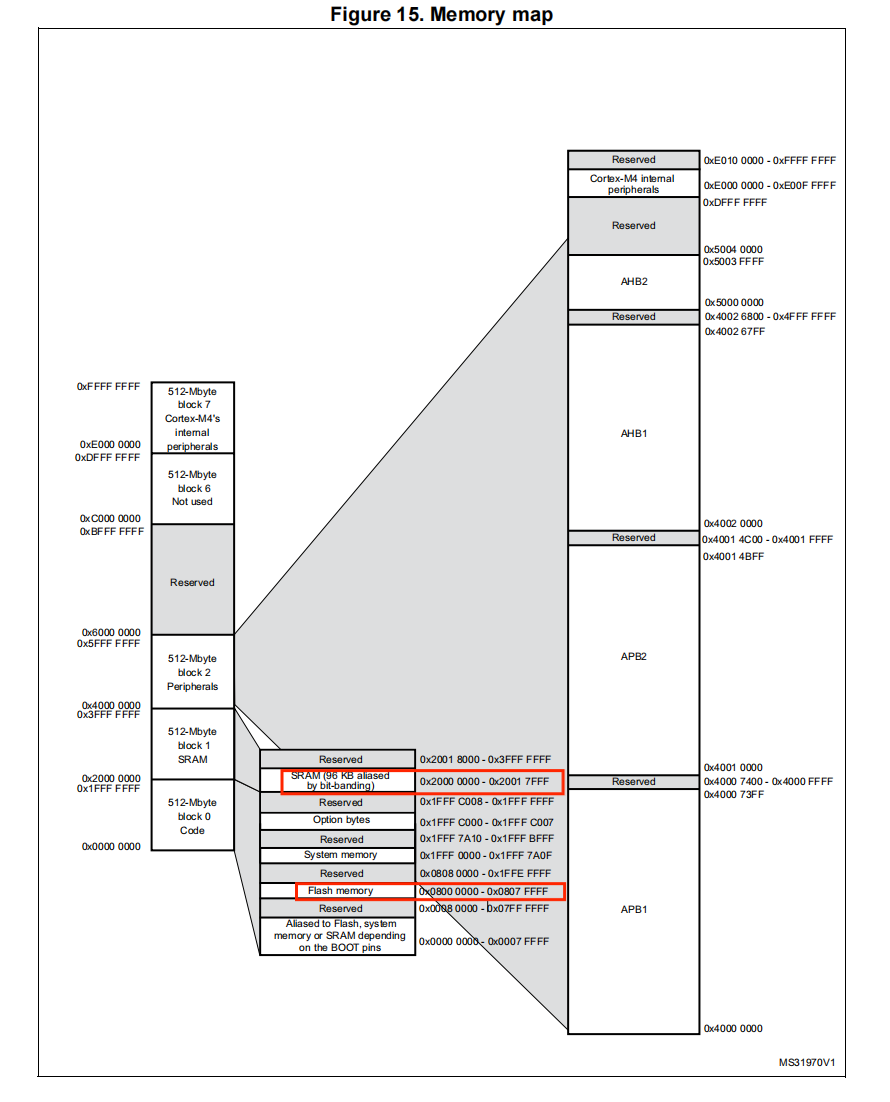 Figure 15. Memory map
Reserved
0xE010 0000 - 0xFFFF FFFF
Cortex-M4 internal
peripherals
0xE000 0000 - 0xE00F FFFF
0xDFFF FFFF
Reserved
0x5004 0000
0x5003 FFFF
AHB2
0x5000 0000
Reserved
0x4002 6800 - 0x4FFF FFFF
0x4002 67FF
AHB1
0x4002 0000
Reserved
0x4001 4C00 - 0x4001 FFFF
0x4001 4BFF
APB2
0x4001 0000
Reserved
0x4000 7400 - 0x4000 FFFF
0x4000 73FF
APB1
0x4000 0000
0xFFFF FFFF
512-Mbyte
block 7
Cortex-M4's
internal
peripherals
0xE000 0000
0xDFFF FFFF
512-Mbyte
block 6
Not used
0xC000 0000
0xBFFF FFFF
Reserved
0x6000 0000
0x5FFF FFFF
512-Mbyte
block 2
Peripherals
0x4000 0000
0x3FFF FFFF
512-Mbyte
block 1
SRAM
0x2000 0000
0x1FFF FFFF
512-Mbyte
block 0
Code
0x0000 0000
Reserved
0x2001 8000 - 0x3FFF FFFF
SRAM (96 KB aliased
by bit-banding)
0x2000 0000 - 0x2001 7FFF
Reserved
0x1FFF C008 - 0x1FFF FFFF
Option bytes
0x1FFF C000 - 0x1FFF C007
Reserved
0x1FFF 7A10 - 0x1FFF BFFF
System memory
0x1FFF 0000 - 0x1FFF 7A0F
Reserved
0x0808 0000 - 0x1FFE FFFF
Flash memory
0x0800 0000 - 0x0807 FFFF
Reserved
0x0008 0000 - 0x07FF FFFF
Aliased to Flash, system
memory or SRAM depending
on the BOOT pins
0x0000 0000 - 0x0007 FFFF
MS31970V1